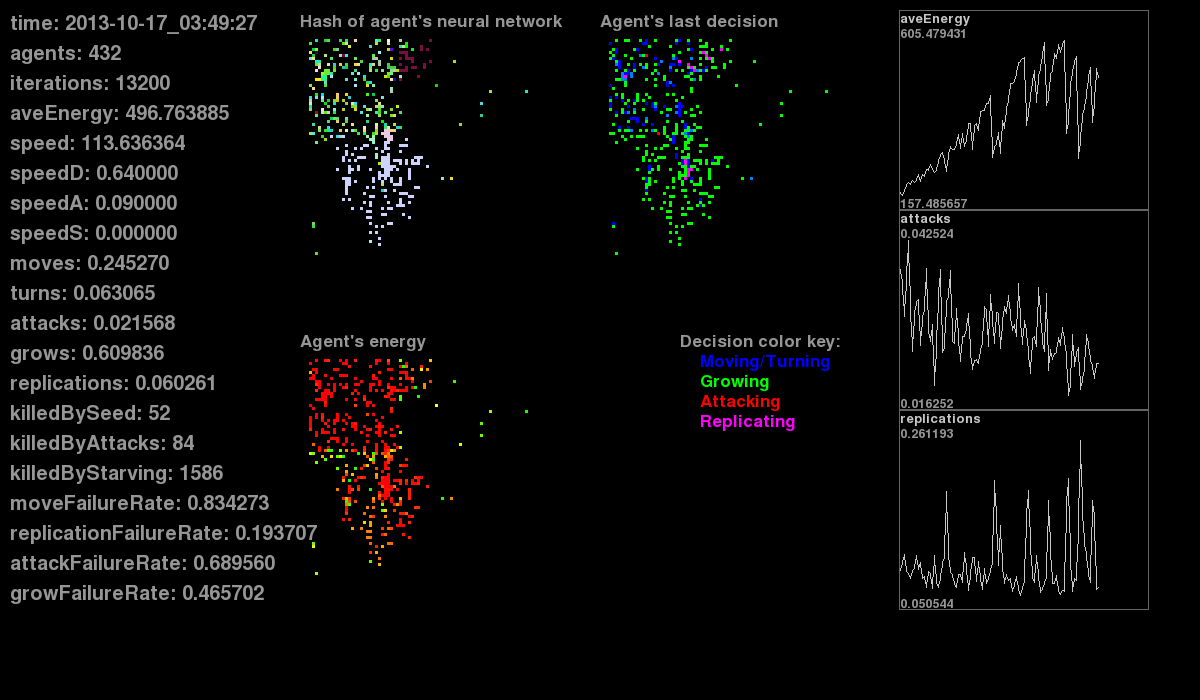 time: 2013-10-17_03:49:27
agents: 432
iterations: 13200
aveEnergy: 496.763885
speed: 113.636364
speedD: 0.640000
speedA: 0.090000
speedS: 0.000000
moves: 0.245270
turns: 0.063065
attacks: 0.021568
grows: 0.609836
replications: 0.060261
killedBySeed: 52
killedByAttacks: 84
killedByStarving: 1586
moveFailureRate: 0.834273
replicationFailureRate: 0.193707
attackFailureRate: 0.689560
growFailureRate: 0.465702
Hash of agent's neural network
Agent's last decision
Agent's energy
Decision color key:
Moving/Turning
Growing
Attacking
Replicating
aveEnergy
605.479431
157.485657
attacks
0.042524
0.016252
replications
0.261193
0.050544